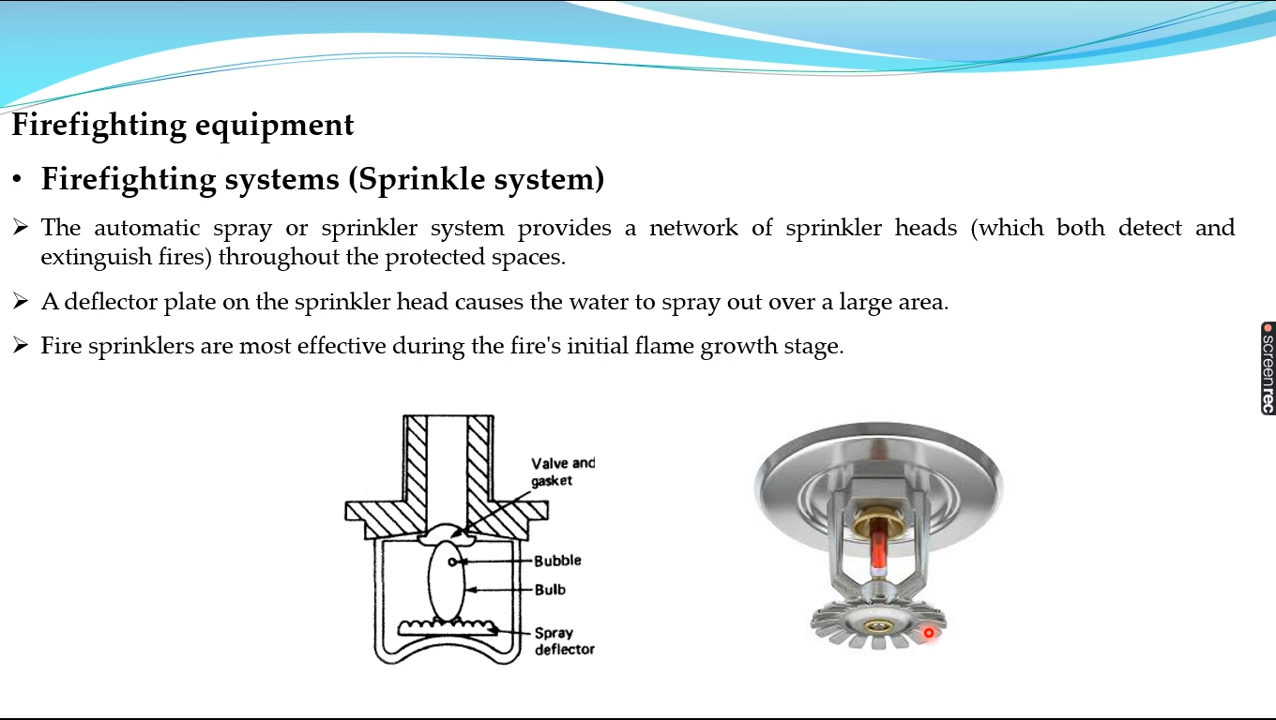 Firefighting equipment
• Firefighting systems (Sprinkle system)
➢ The automatic spray or sprinkler system provides a network of sprinkler heads (which both detect and
extinguish fires) throughout the protected spaces.
➢ A deflector plate on the sprinkler head causes the water to spray out over a large area.
➢ Fire sprinklers are most effective during the fire's initial flame growth stage.
Valve and
gasket
Bubble
Bulb
Spray
deflector
screenrec